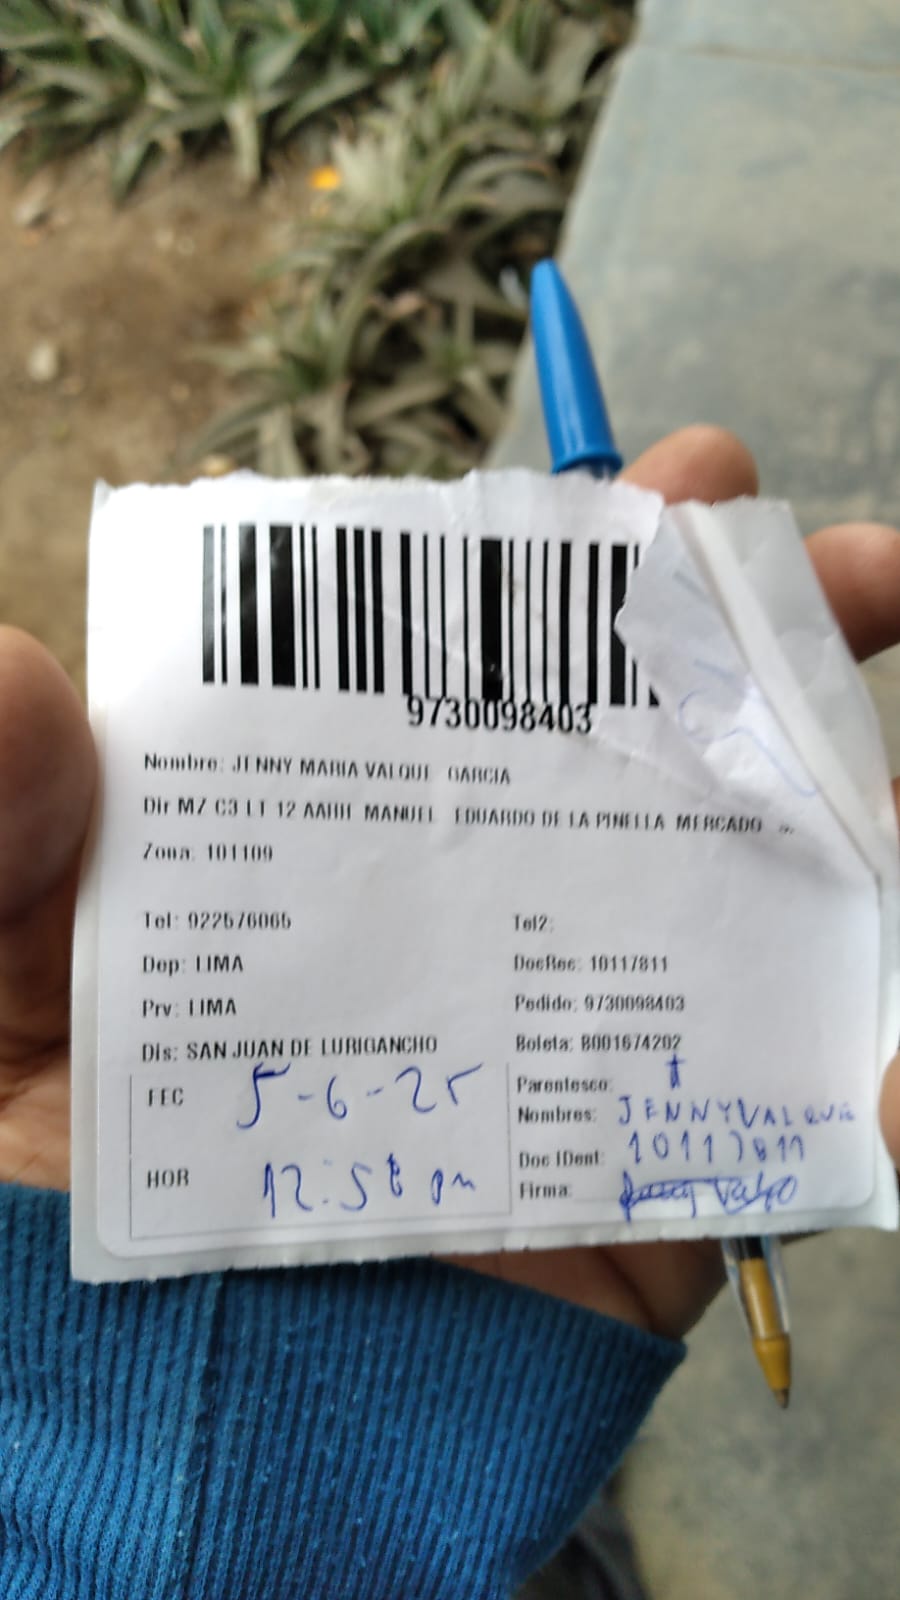 9730098403
Nombre: JENNY MARIA VALQUE GARCIA
Dir MZ C3 LT 12 AAHH MANUEL EDUARDO DE LA PINELLA MERCADO
Zona: 101109
Tel: 922576065
Tel2:
Dep: LIMA
DocRec: 10117811
Prv: LIMA
Pedido: 9730098403
Dis: SAN JUAN DE LURIGANCHO
Boleta: B001674202
FEC 5-6-25
Parentesco:
Nombres: JENNY VALQUE
Doc IDent: 10117811
HOR 12:58 pm
Firma: